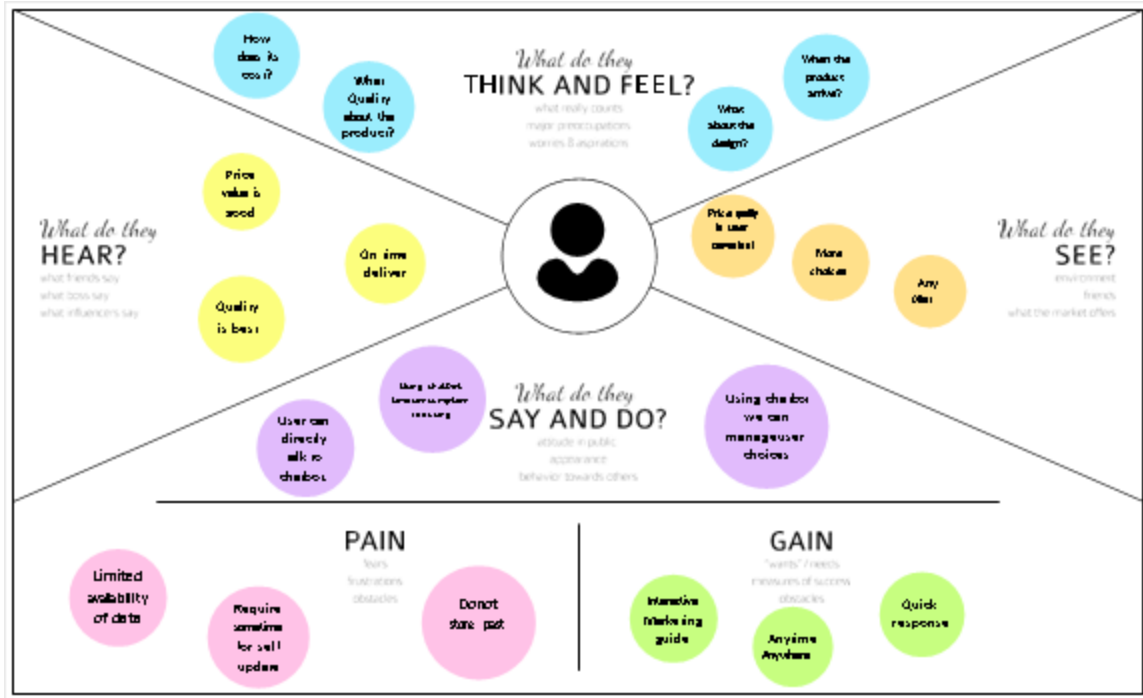 How
does its
cost?
What
Quality
about the
product?
What do they
THINK AND FEEL?
what really counts
major preoccupations
worries & aspirations
When the
product
arrive?
What
about the
design?
Price
value is
good
What do they
HEAR?
what friends say
what boss say
what influencers say
On time
deliver
Quality
is best
is user
More
choices
Any
offer
What do they
SEE?
environment
friends
what the market offers
Using chatbot
User can
directly
talk to
chatbot
What do they
SAY AND DO?
attitude in public
appearance
behavior towards others
Using chatbot
we can
manage user
choices
PAIN
fears
frustrations
obstacles
Limited
availability
of data
Require
sometime
for self
update
Donot
store past
GAIN
"wants" / needs
measures of success
obstacles
Interactive
Marketing
guide
Anytime
Anywhere
Quick
response